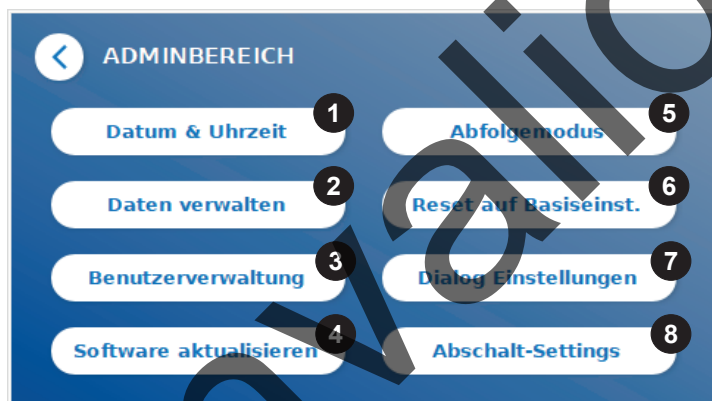 ADMINBEREICH
1
Datum & Uhrzeit
2
Daten verwalten
3
Benutzerverwaltung
4
Software aktualisieren
5
Abfolgemodus
6
Reset auf Basiseinst.
7
Dialog Einstellungen
8
Abschalt-Settings